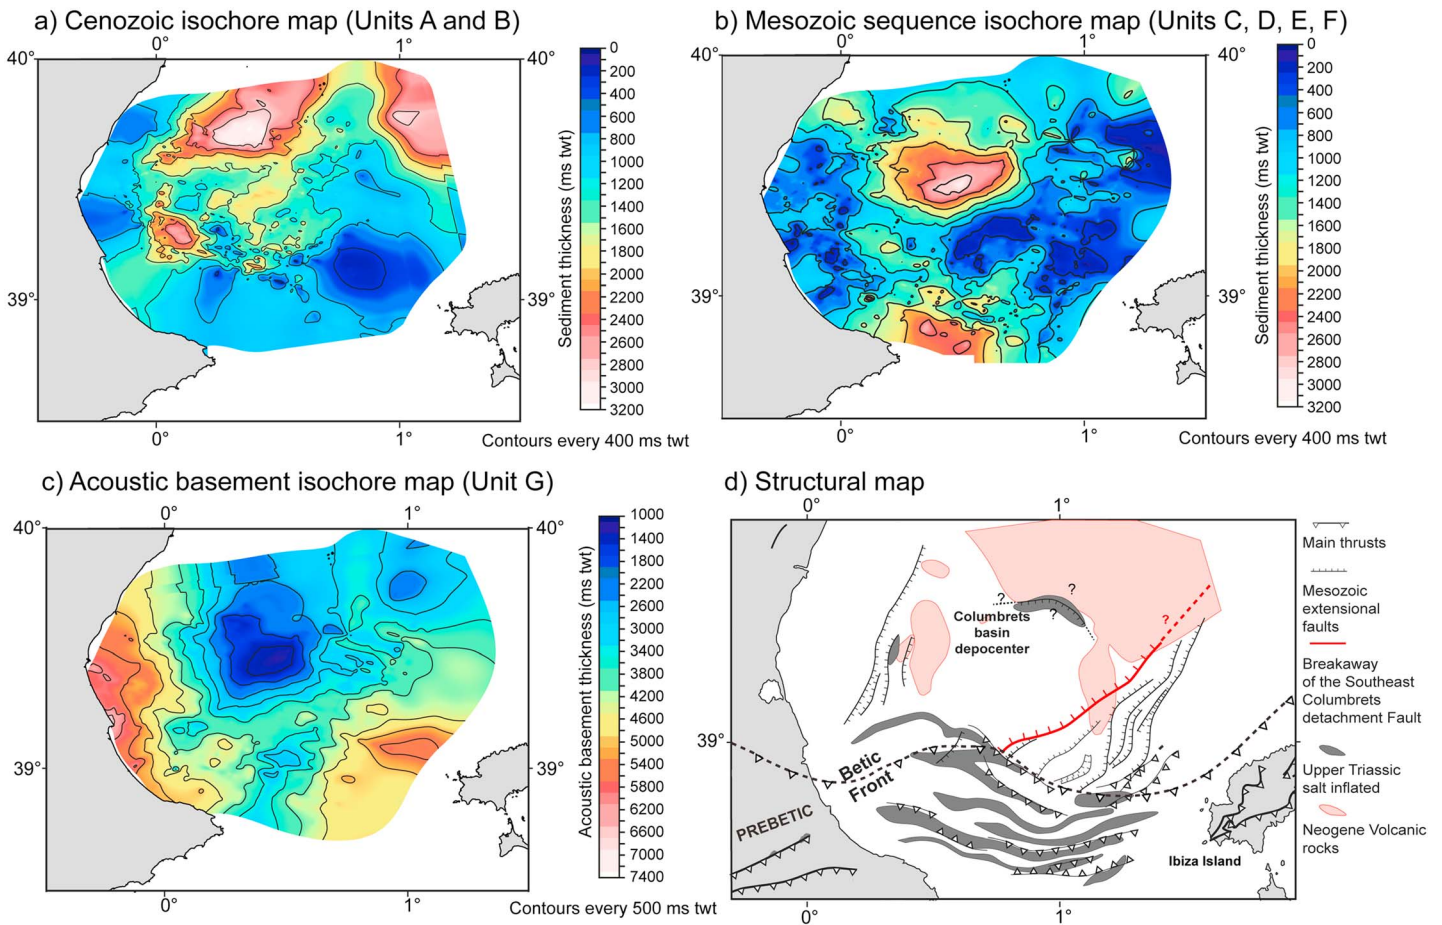 a) Cenozoic isochore map (Units A and B)
0°
1°
40°
40°
39°
39°
0°
1°
0
200
400
600
800
1000
1200
1400
1600
1800
2000
2200
2400
2600
2800
3000
3200
Sediment thickness (ms twt)
Contours every 400 ms twt
b) Mesozoic sequence isochore map (Units C, D, E, F)
0°
1°
40°
40°
39°
39°
0°
1°
0
200
400
600
800
1000
1200
1400
1600
1800
2000
2200
2400
2600
2800
3000
3200
Sediment thickness (ms twt)
Contours every 400 ms twt
c) Acoustic basement isochore map (Unit G)
0°
1°
40°
40°
39°
39°
0°
1°
1000
1400
1800
2200
2600
3000
3400
3800
4200
4600
5000
5400
5800
6200
6600
7000
7400
Acoustic basement thickness (ms twt)
Contours every 500 ms twt
d) Structural map
0°
1°
39°
0°
1°
?
?
?
?
Columbrets
basin
depocenter
Betic
Front
PREBETIC
Ibiza Island
Main thrusts
Mesozoic
extensional
faults
Breakaway
of the Southeast
Columbrets
detachment Fault
Upper Triassic
salt inflated
Neogene Volcanic
rocks